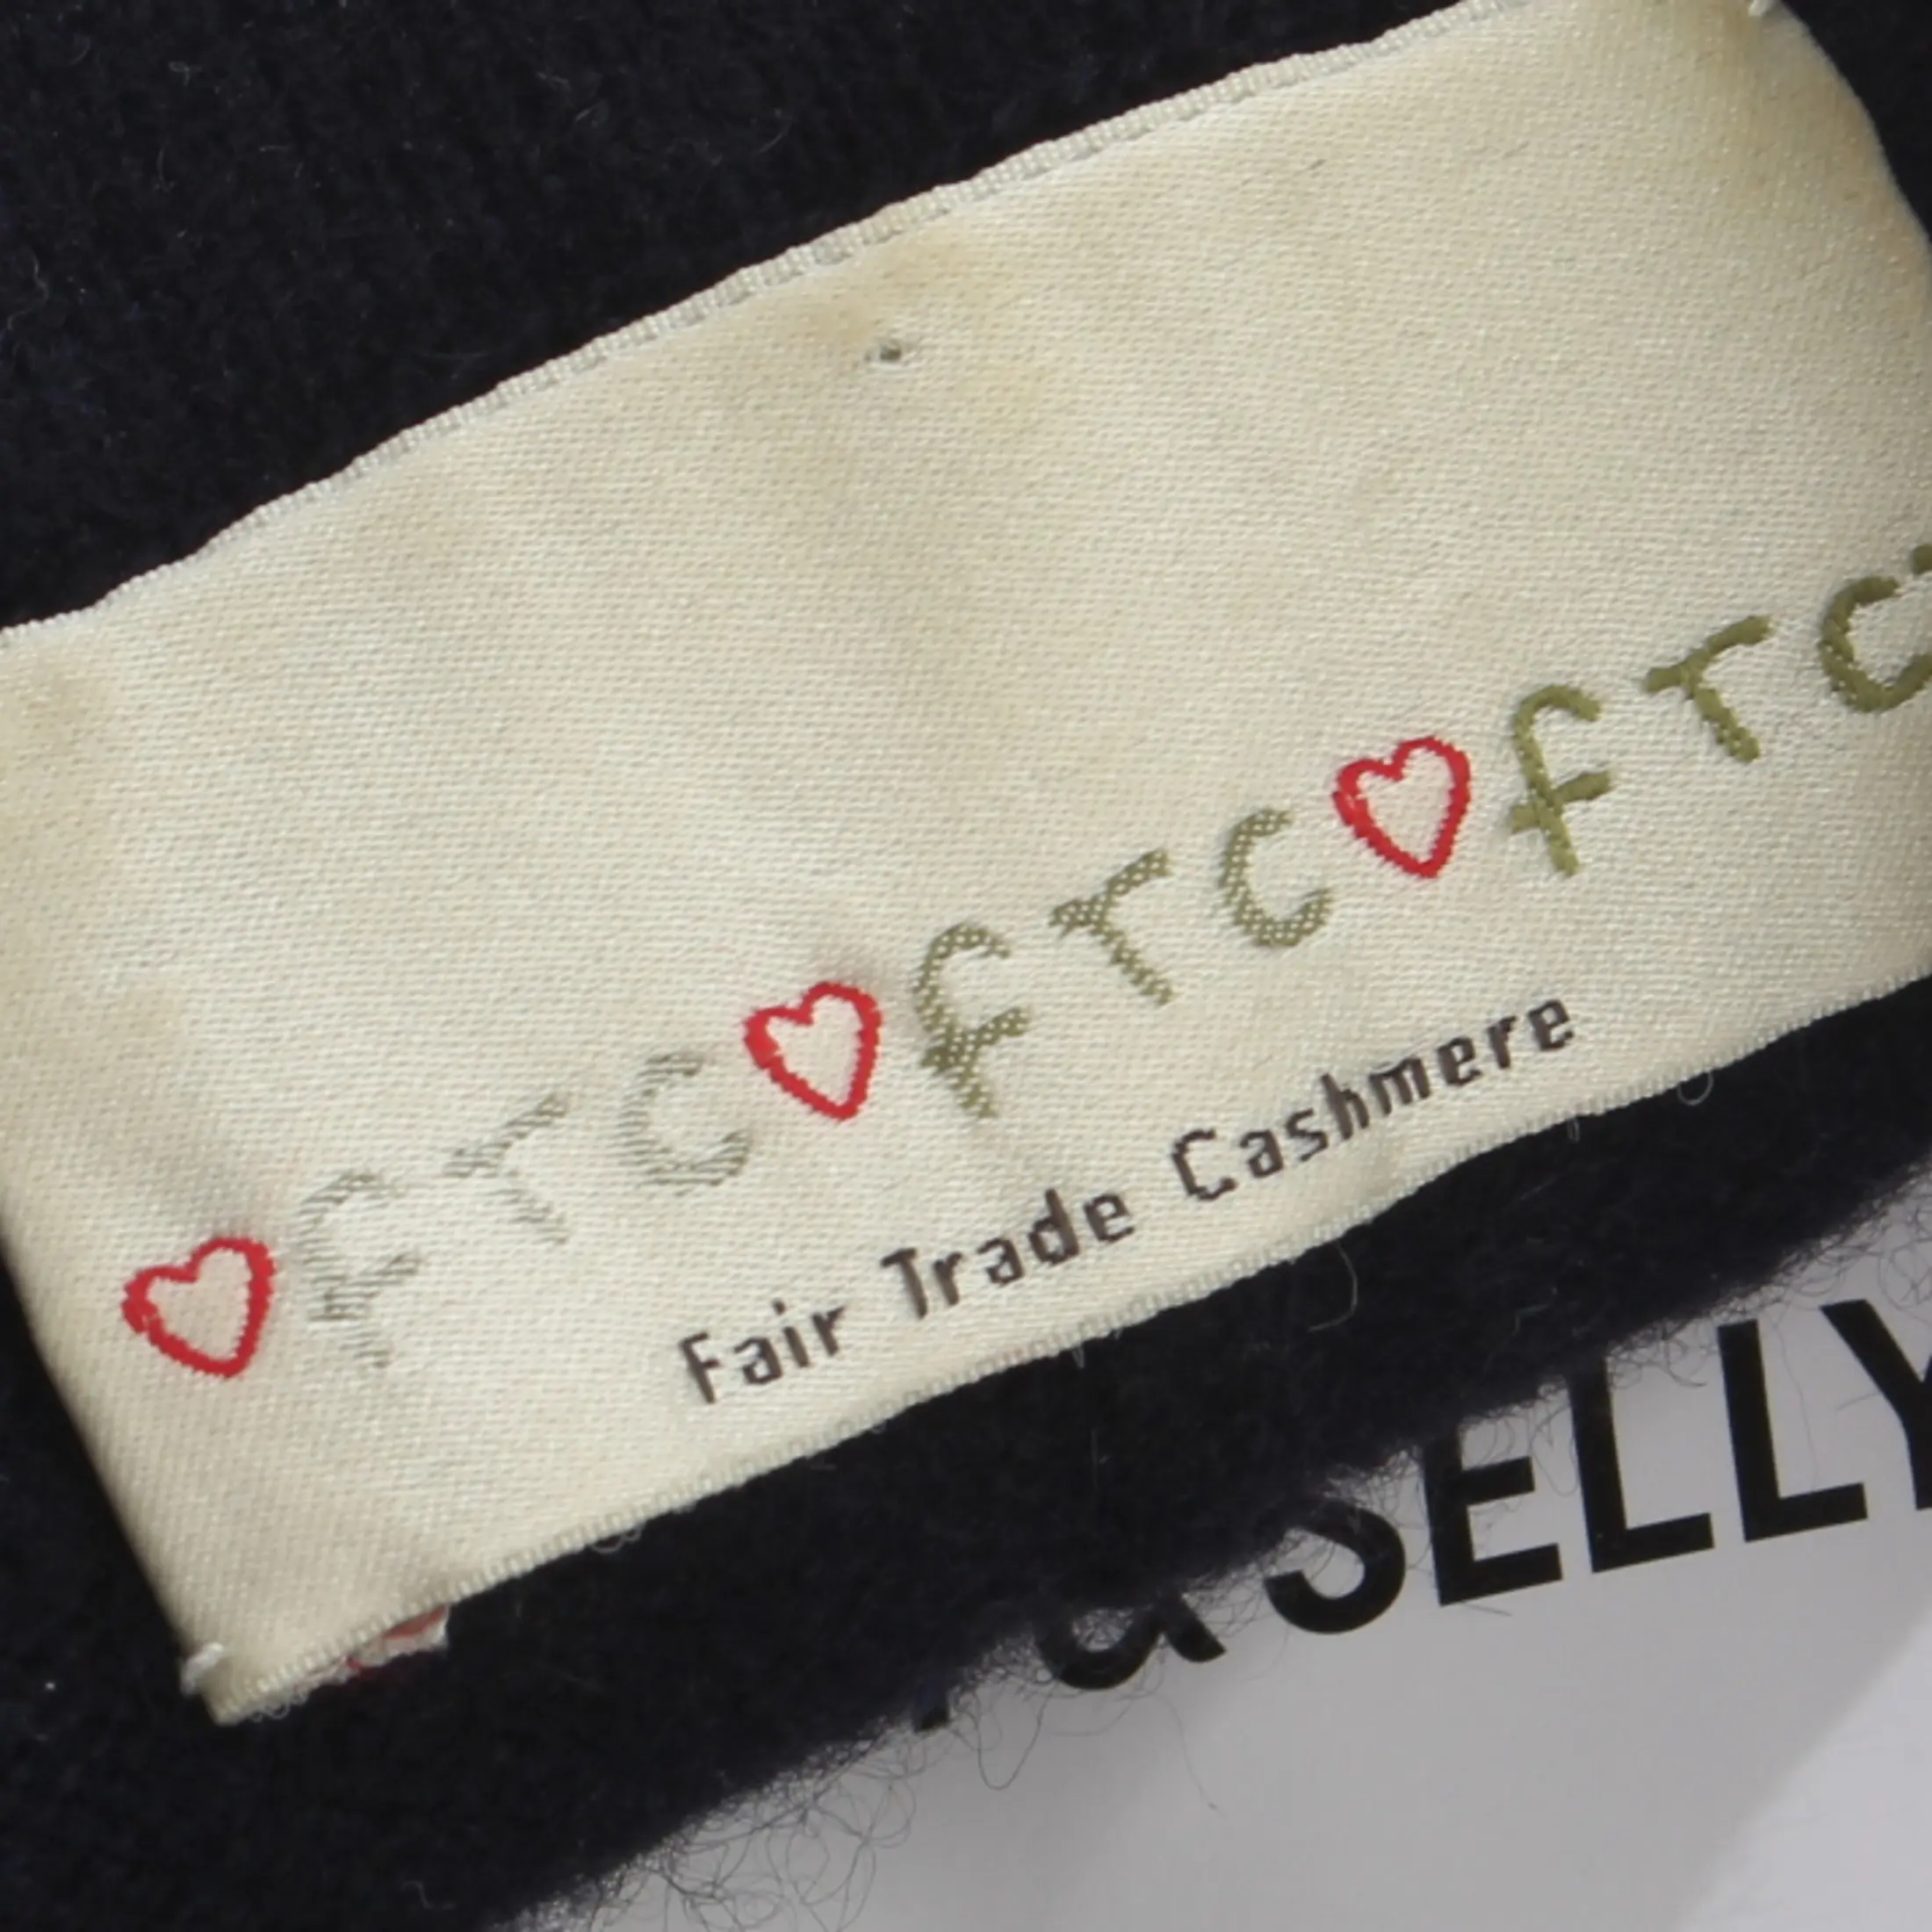 ♡FTC♡FTC♡FTC
Fair Trade Cashmere
& SELLY